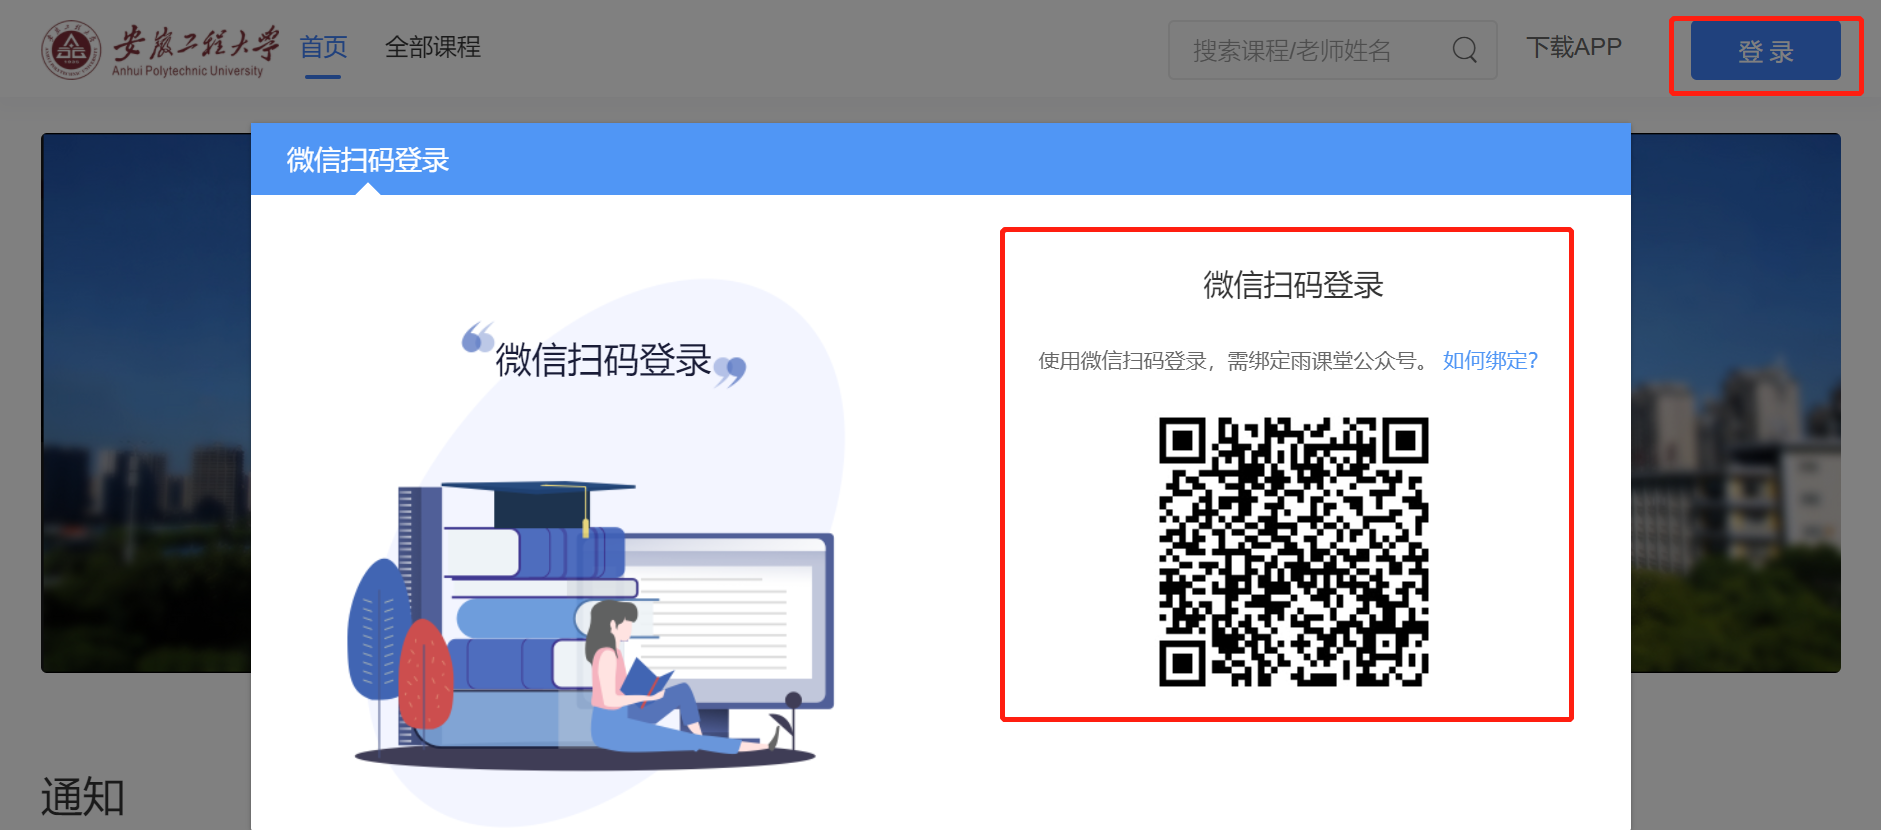 安徽工程大学
Anhui Polytechnic University
首页
全部课程
搜索课程/老师姓名
下载APP
登录
微信扫码登录
微信扫码登录
微信扫码登录
使用微信扫码登录，需绑定雨课堂公众号。 如何绑定?
通知